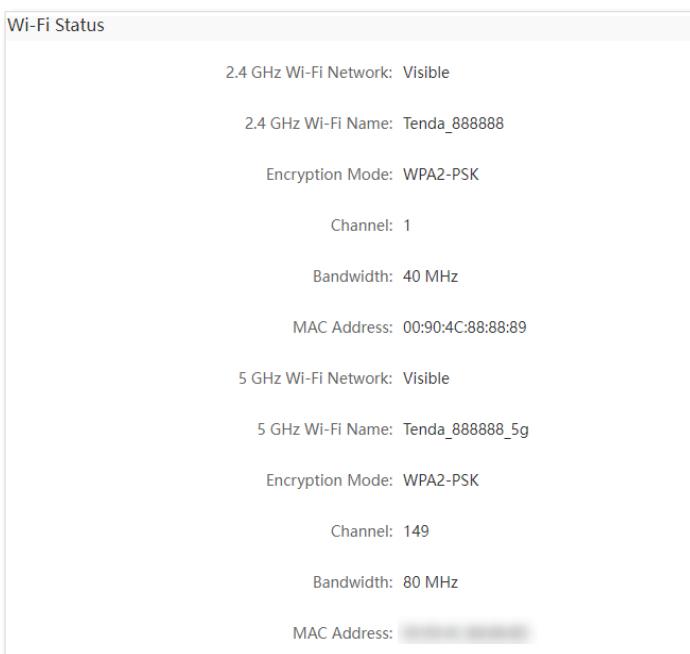 Wi-Fi Status
2.4 GHz Wi-Fi Network: Visible
2.4 GHz Wi-Fi Name: Tenda_888888
Encryption Mode: WPA2-PSK
Channel: 1
Bandwidth: 40 MHz
MAC Address: 00:90:4C:88:88:89
5 GHz Wi-Fi Network: Visible
5 GHz Wi-Fi Name: Tenda_888888_5g
Encryption Mode: WPA2-PSK
Channel: 149
Bandwidth: 80 MHz
MAC Address: